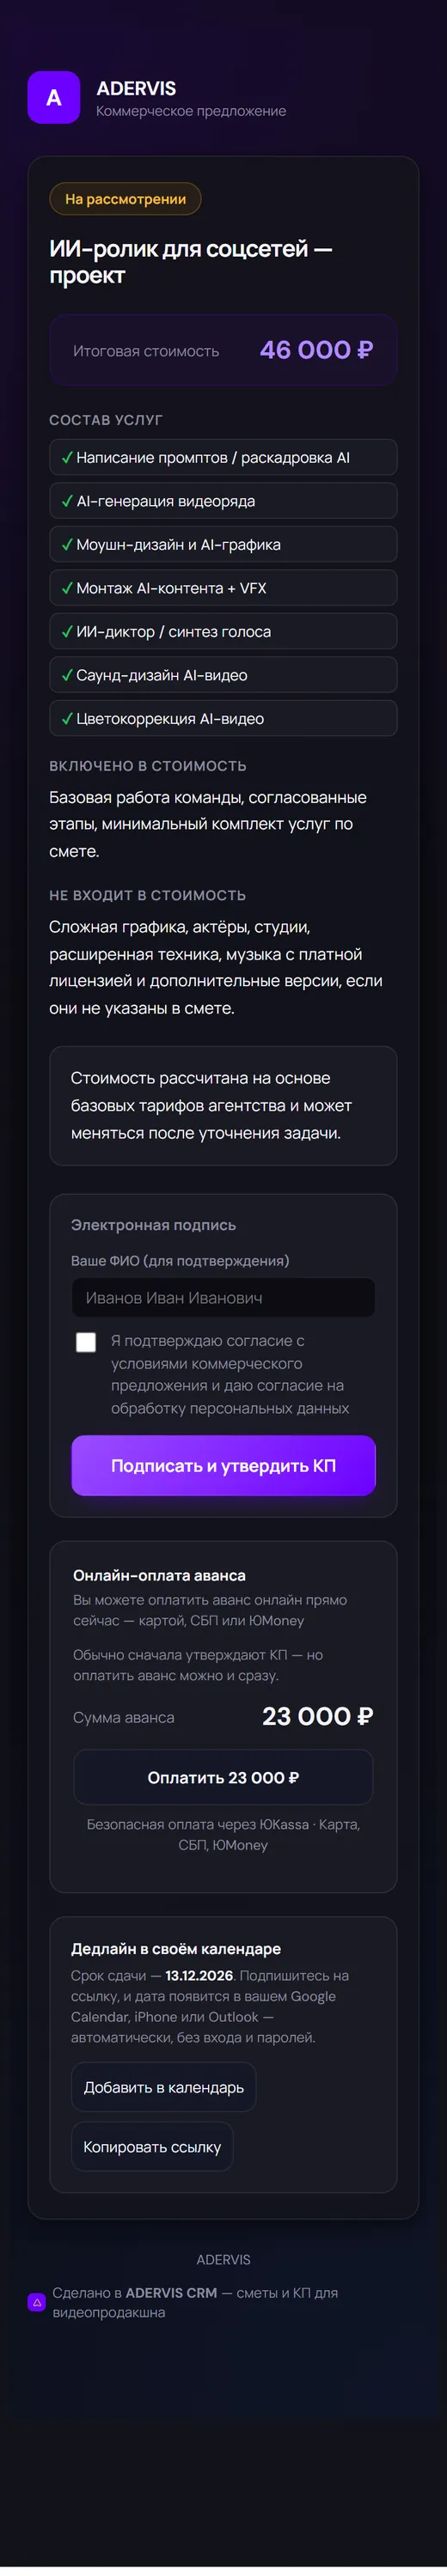 A
ADERVIS
Коммерческое предложение
На рассмотрении
ИИ-ролик для соцсетей —
проект
Итоговая стоимость 46 000 ₽
СОСТАВ УСЛУГ
✓ Написание промптов / раскадровка AI
✓ AI-генерация видеоряда
✓ Моушн-дизайн и AI-графика
✓ Монтаж AI-контента + VFX
✓ ИИ-диктор / синтез голоса
✓ Саунд-дизайн AI-видео
✓ Цветокоррекция AI-видео
ВКЛЮЧЕНО В СТОИМОСТЬ
Базовая работа команды, согласованные
этапы, минимальный комплект услуг по
смете.
НЕ ВХОДИТ В СТОИМОСТЬ
Сложная графика, актёры, студии,
расширенная техника, музыка с платной
лицензией и дополнительные версии, если
они не указаны в смете.
Стоимость рассчитана на основе
базовых тарифов агентства и может
меняться после уточнения задачи.
Электронная подпись
Ваше ФИО (для подтверждения)
Иванов Иван Иванович
Я подтверждаю согласие с
условиями коммерческого
предложения и даю согласие на
обработку персональных данных
Подписать и утвердить КП
Онлайн-оплата аванса
Вы можете оплатить аванс онлайн прямо
сейчас — картой, СБП или ЮMoney
Обычно сначала утверждают КП — но
оплатить аванс можно и сразу.
Сумма аванса 23 000 ₽
Оплатить 23 000 ₽
Безопасная оплата через ЮKassa · Карта,
СБП, ЮMoney
Дедлайн в своём календаре
Срок сдачи — 13.12.2026. Подпишитесь на
ссылку, и дата появится в вашем Google
Calendar, iPhone или Outlook —
автоматически, без входа и паролей.
Добавить в календарь
Копировать ссылку
ADERVIS
Сделано в ADERVIS CRM — сметы и КП для
видеопродакшна